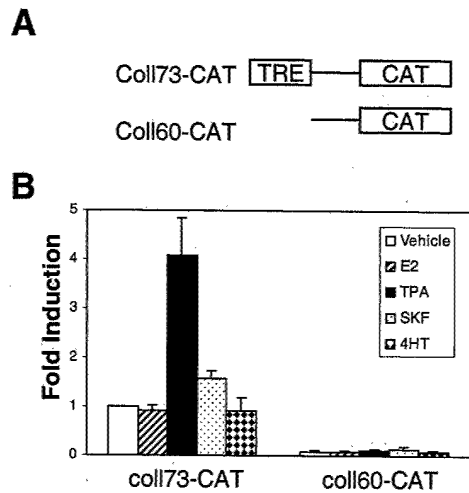 A
Coll73-CAT TRE CAT
Coll60-CAT CAT
B
Fold Induction
5
4
3
2
1
0
Vehicle
E2
TPA
SKF
4HT
coll73-CAT coll60-CAT